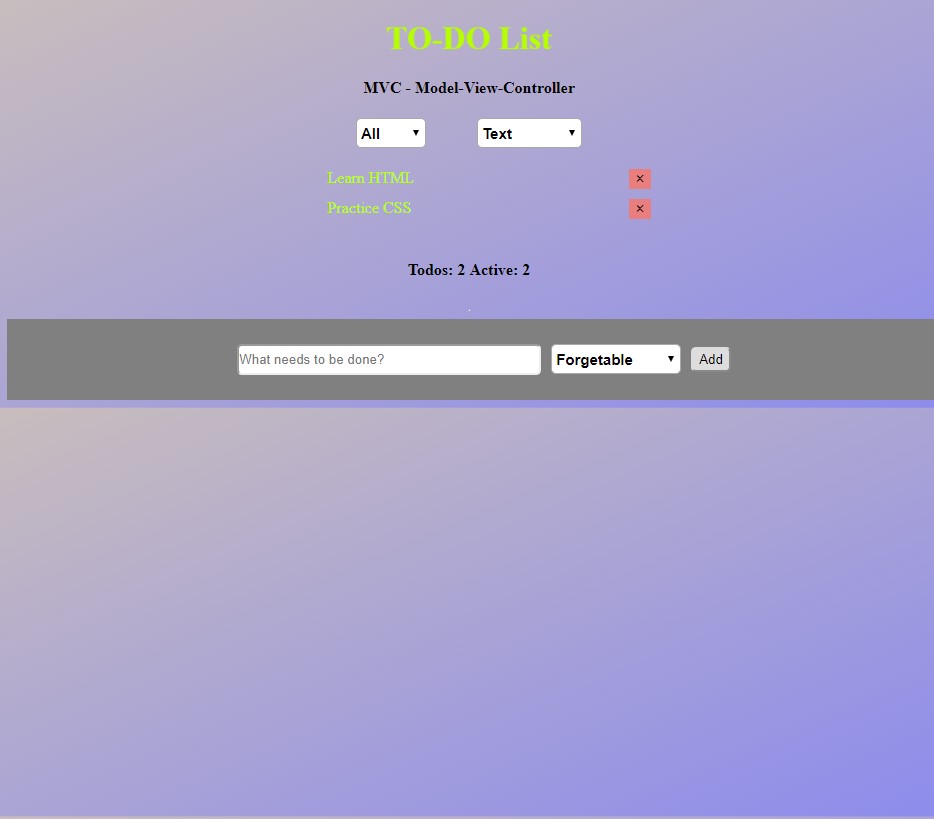 TO-DO List
MVC - Model-View-Controller
All Text
Learn HTML ×
Practice CSS ×
Todos: 2 Active: 2
.
What needs to be done? Forgetable Add